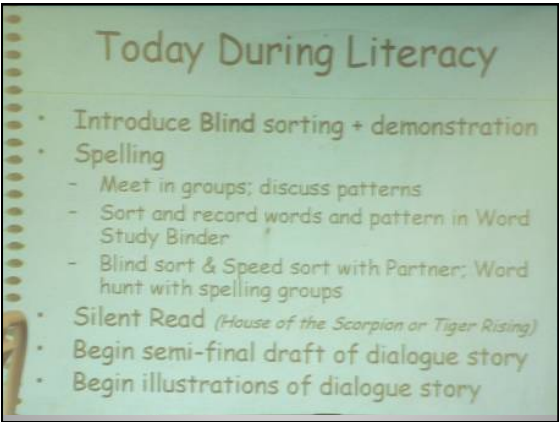 Today During Literacy
• Introduce Blind sorting + demonstration
• Spelling
- Meet in groups; discuss patterns
- Sort and record words and pattern in Word
Study Binder
- Blind sort & Speed sort with Partner; Word
hunt with spelling groups
• Silent Read (House of the Scorpion or Tiger Rising)
• Begin semi-final draft of dialogue story
• Begin illustrations of dialogue story